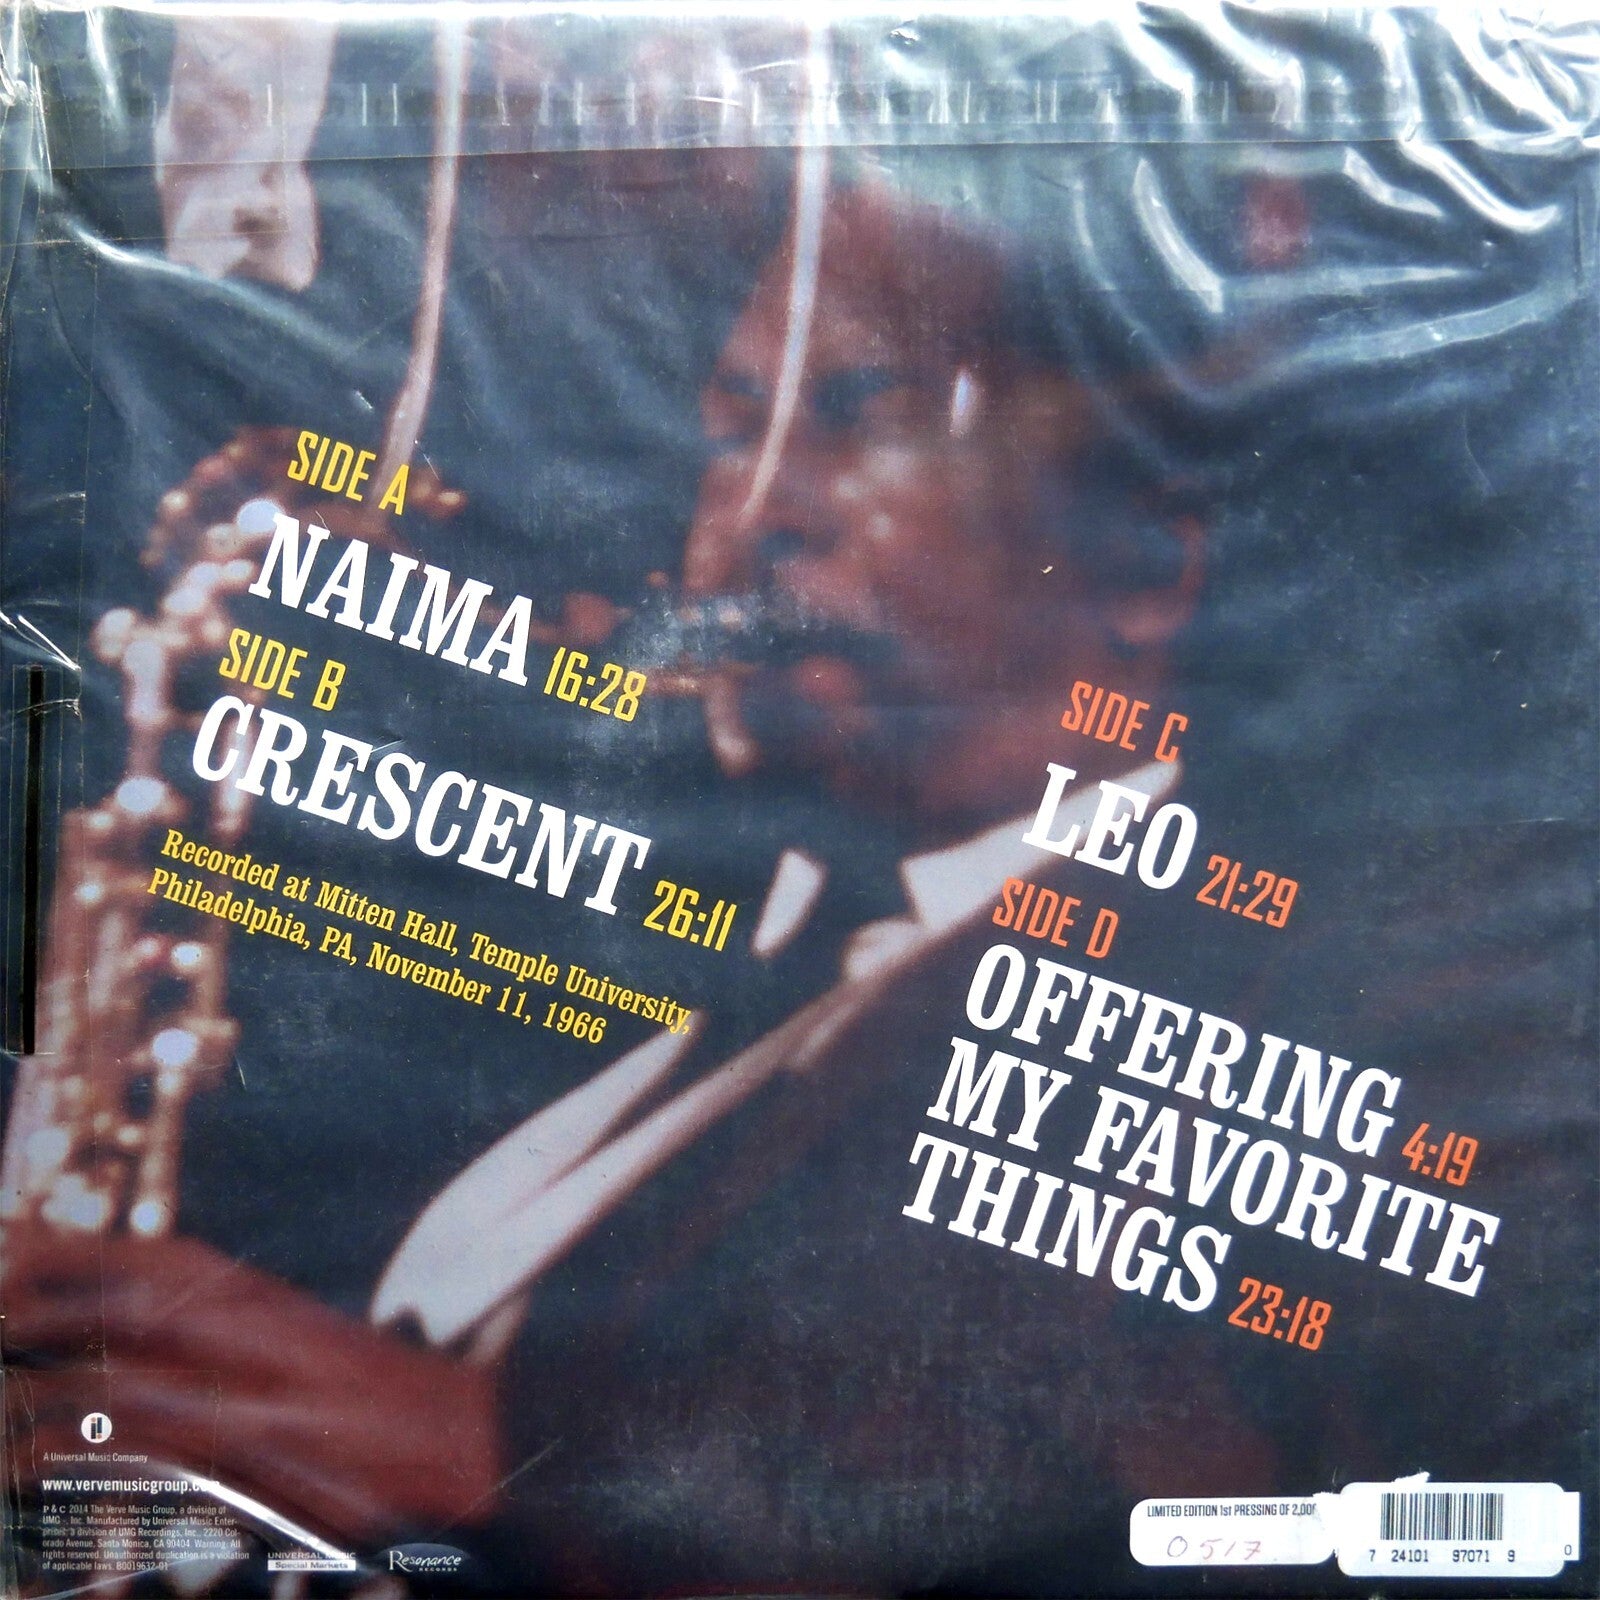 SIDE A
NAIMA 16:28
SIDE B
CRESCENT 26:11
Recorded at Mitten Hall, Temple University,
Philadelphia, PA, November 11, 1966
SIDE C
LEO 21:29
SIDE D
OFFERING 4:19
MY FAVORITE
THINGS 23:18
A Universal Music Company
www.vervemusicgroup.com
P & C 2014 The Verve Music Group, a division of
UMG , Inc. Manufactured by Universal Music Enter-
prises, a division of UMG Recordings, Inc., 2220 Col-
orado Avenue, Santa Monica, CA 90404. Warning. All
rights reserved. Unauthorized duplication is a violation
of applicable laws. B0019632-01
UNIVERSAL MUSIC
Special Markets
Resonance
RECORDS
LIMITED EDITION 1st PRESSING OF 2,000
0517
7 24101 97071 9 0